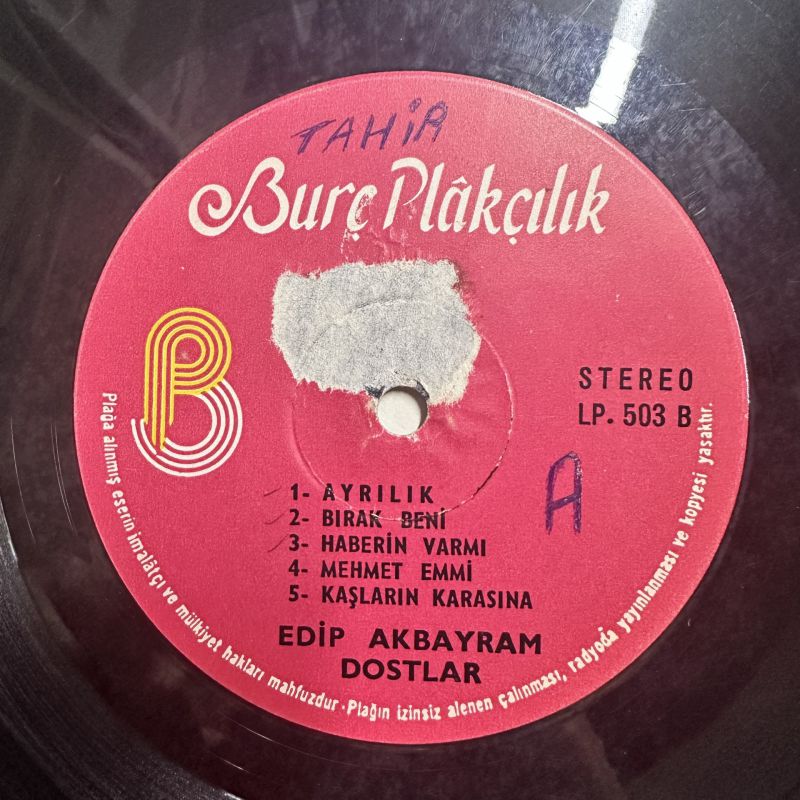 TAHİR
Burç Plâkçılık
STEREO
LP. 503 B
A
1- AYRILIK
2- BIRAK BENİ
3- HABERİN VARMI
4- MEHMET EMMİ
5- KAŞLARIN KARASINA
EDİP AKBAYRAM
DOSTLAR
Plağa alınmış eserin imalâtçı ve mülkiyet hakları mahfuzdur · Plağın izinsiz alenen çalınması, radyoda yayınlanması ve kopyesi yasaktır.